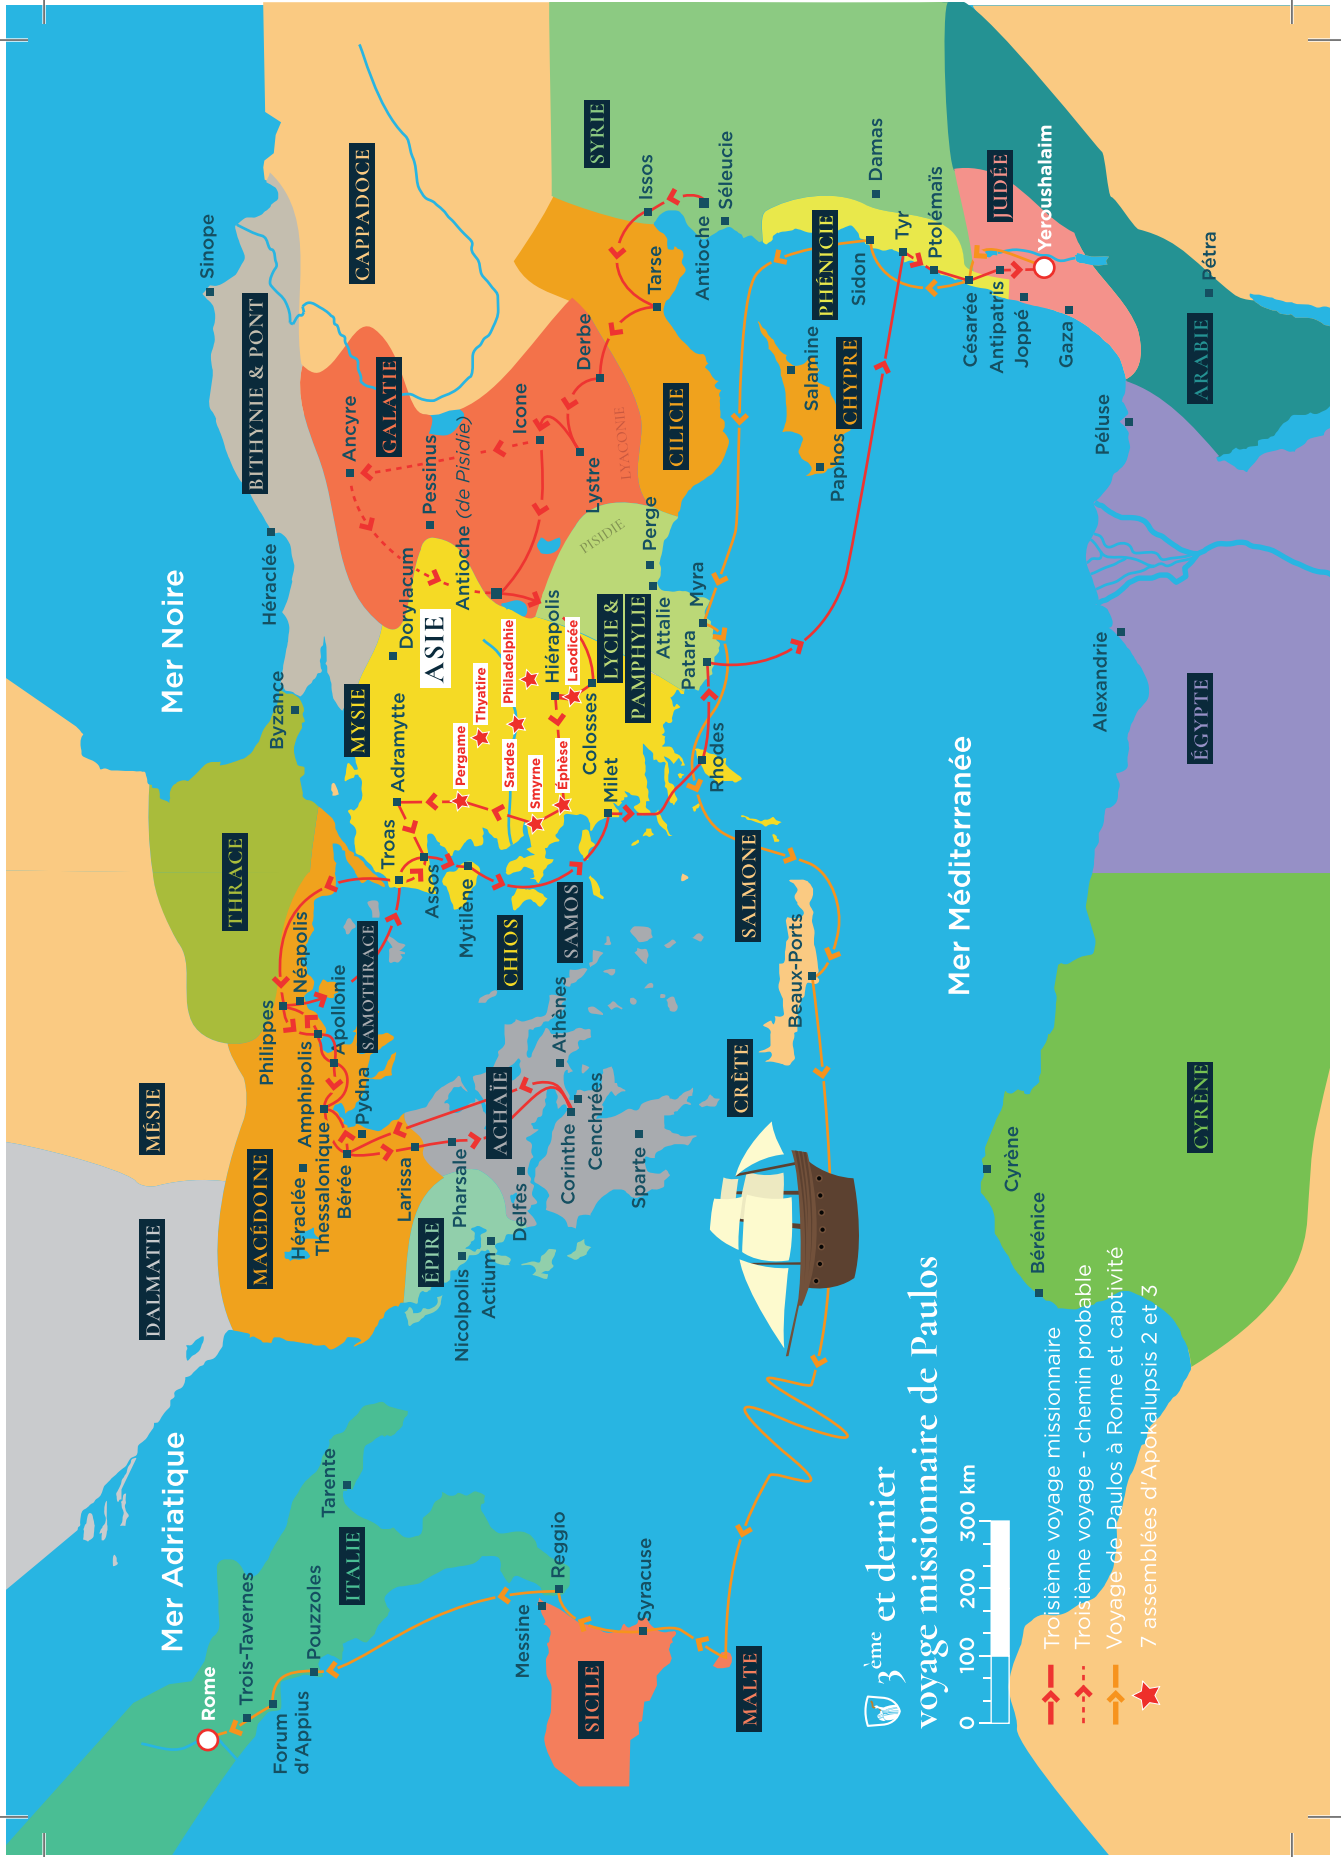 Mer Adriatique
Mer Noire
Mer Méditerranée
DALMATIE
MÉSIE
THRACE
MACÉDOINE
BITHYNIE & PONT
CAPPADOCE
GALATIE
LYACONIE
MYSIE
ASIE
PISIDIE
LYCIE &
PAMPHYLIE
CILICIE
SYRIE
PHÉNICIE
CHYPRE
JUDÉE
ARABIE
ÉGYPTE
CYRÈNE
ITALIE
SICILE
MALTE
ÉPIRE
ACHAÏE
SAMOTHRACE
CHIOS
SAMOS
SALMONE
CRÈTE
Rome
Trois-Tavernes
Forum
d'Appius
Pouzzoles
Tarente
Messine
Reggio
Syracuse
Philippes
Néapolis
Apollonie
Amphipolis
Héraclée
Thessalonique
Pydna
Bérée
Larissa
Pharsale
Nicolpolis
Actium
Delfes
Athènes
Corinthe
Cenchrées
Sparte
Byzance
Héraclée
Sinope
Ancyre
Pessinus
Dorylacum
Antioche (de Pisidie)
Icone
Lystre
Derbe
Tarse
Issos
Antioche
Séleucie
Adramytte
Troas
Assos
Mytilène
Pergame
Thyatire
Sardes
Philadelphie
Smyrne
Éphèse
Hiérapolis
Laodicée
Colosses
Milet
Perge
Attalie
Myra
Patara
Rhodes
Beaux-Ports
Salamine
Paphos
Damas
Sidon
Tyr
Ptolémaïs
Césarée
Antipatris
Joppé
Yeroushalaim
Gaza
Pétra
Péluse
Alexandrie
Cyrène
Bérénice
3ème et dernier
voyage missionnaire de Paulos
0 100 200 300 km
Troisième voyage missionnaire
Troisième voyage - chemin probable
Voyage de Paulos à Rome et captivité
7 assemblées d'Apokalupsis 2 et 3